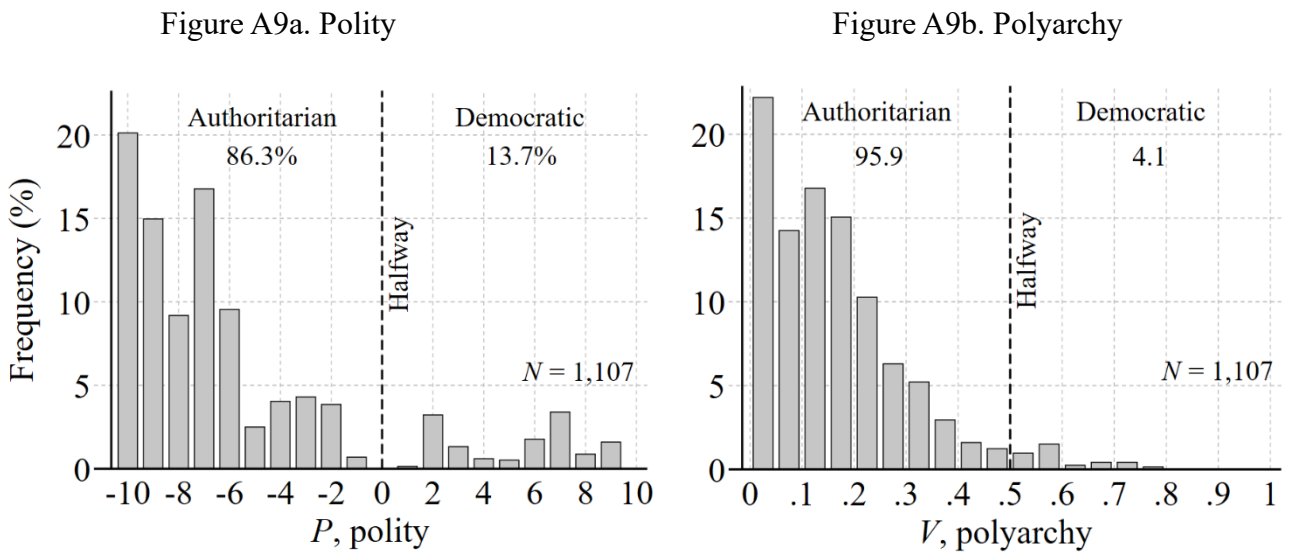 Figure A9a. Polity
Frequency (%)
20
15
10
5
0
Authoritarian
86.3%
Democratic
13.7%
Halfway
N = 1,107
-10 -8 -6 -4 -2 0 2 4 6 8 10
P, polity
Figure A9b. Polyarchy
20
15
10
5
0
Authoritarian
95.9
Democratic
4.1
Halfway
N = 1,107
0 .1 .2 .3 .4 .5 .6 .7 .8 .9 1
V, polyarchy